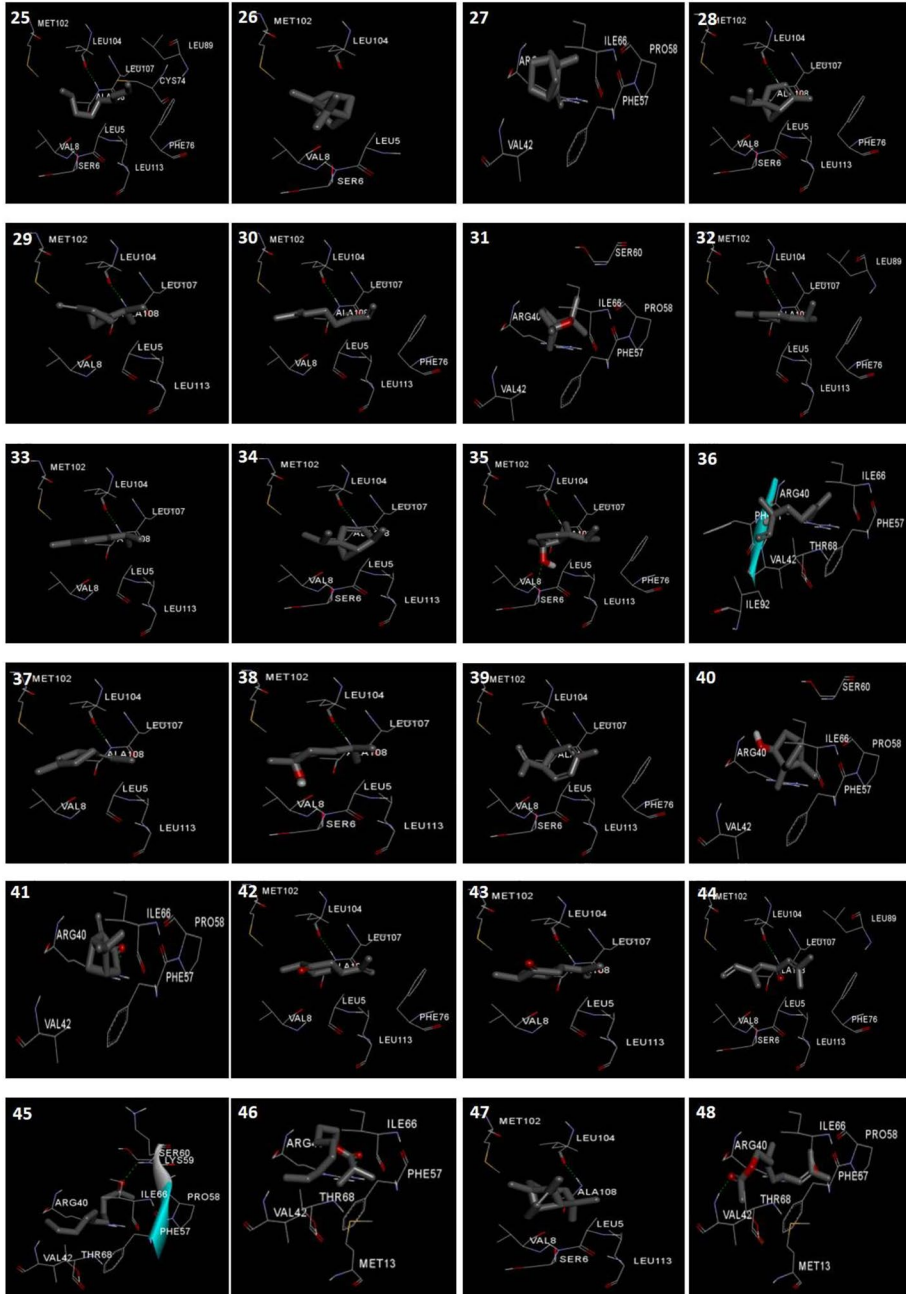 25
MET102
LEU104
LEU89
LEU107
CYS74
LEU5
VAL8
SER6
LEU113
PHE76
26
MET102
LEU104
LEU5
VAL8
SER6
27
ILE66
PRO58
PHE57
VAL42
28
MET102
LEU104
LEU107
ALA108
LEU5
VAL8
SER6
LEU113
PHE76
29
MET102
LEU104
LEU107
LEU5
VAL8
LEU113
30
MET102
LEU104
LEU107
ALA108
LEU5
VAL8
PHE76
LEU113
31
SER60
ARG40
ILE66
PRO58
PHE57
VAL42
32
MET102
LEU89
LEU104
LEU107
LEU5
PHE76
LEU113
33
MET102
LEU104
LEU107
LEU5
VAL8
LEU113
34
MET102
LEU104
LEU107
LEU5
VAL8
SER6
LEU113
35
MET102
LEU104
LEU107
LEU5
VAL8
SER6
LEU113
PHE76
36
ILE66
ARG40
PHE57
THR68
VAL42
ILE92
37
MET102
LEU104
LEU107
ALA108
LEU5
VAL8
LEU113
38
MET102
LEU104
LEU107
LEU5
VAL8
SER6
LEU113
39
MET102
LEU104
LEU107
LEU5
VAL8
SER6
LEU113
PHE76
40
SER60
ARG40
ILE66
PRO58
PHE57
VAL42
41
ILE66
PRO58
ARG40
PHE57
VAL42
42
MET102
LEU104
LEU107
LEU5
VAL8
PHE76
LEU113
43
MET102
LEU104
LEU107
LEU5
VAL8
LEU113
44
MET102
LEU104
LEU89
LEU107
LEU5
VAL8
SER6
LEU113
45
SER60
LYS59
ARG40
ILE66
PRO58
PHE57
VAL42
THR68
46
ILE66
PHE57
THR68
VAL42
MET13
47
MET102
LEU104
ALA108
LEU5
VAL8
SER6
LEU113
48
ILE66
PRO58
ARG40
PHE57
THR68
VAL42
MET13